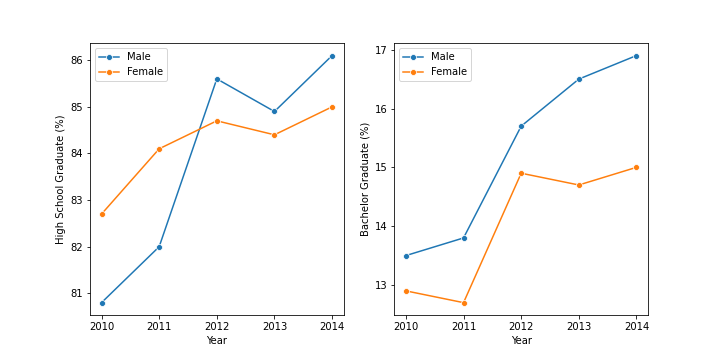 Male
Female
High School Graduate (%)
86
85
84
83
82
81
2010 2011 2012 2013 2014
Year
Male
Female
Bachelor Graduate (%)
17
16
15
14
13
2010 2011 2012 2013 2014
Year